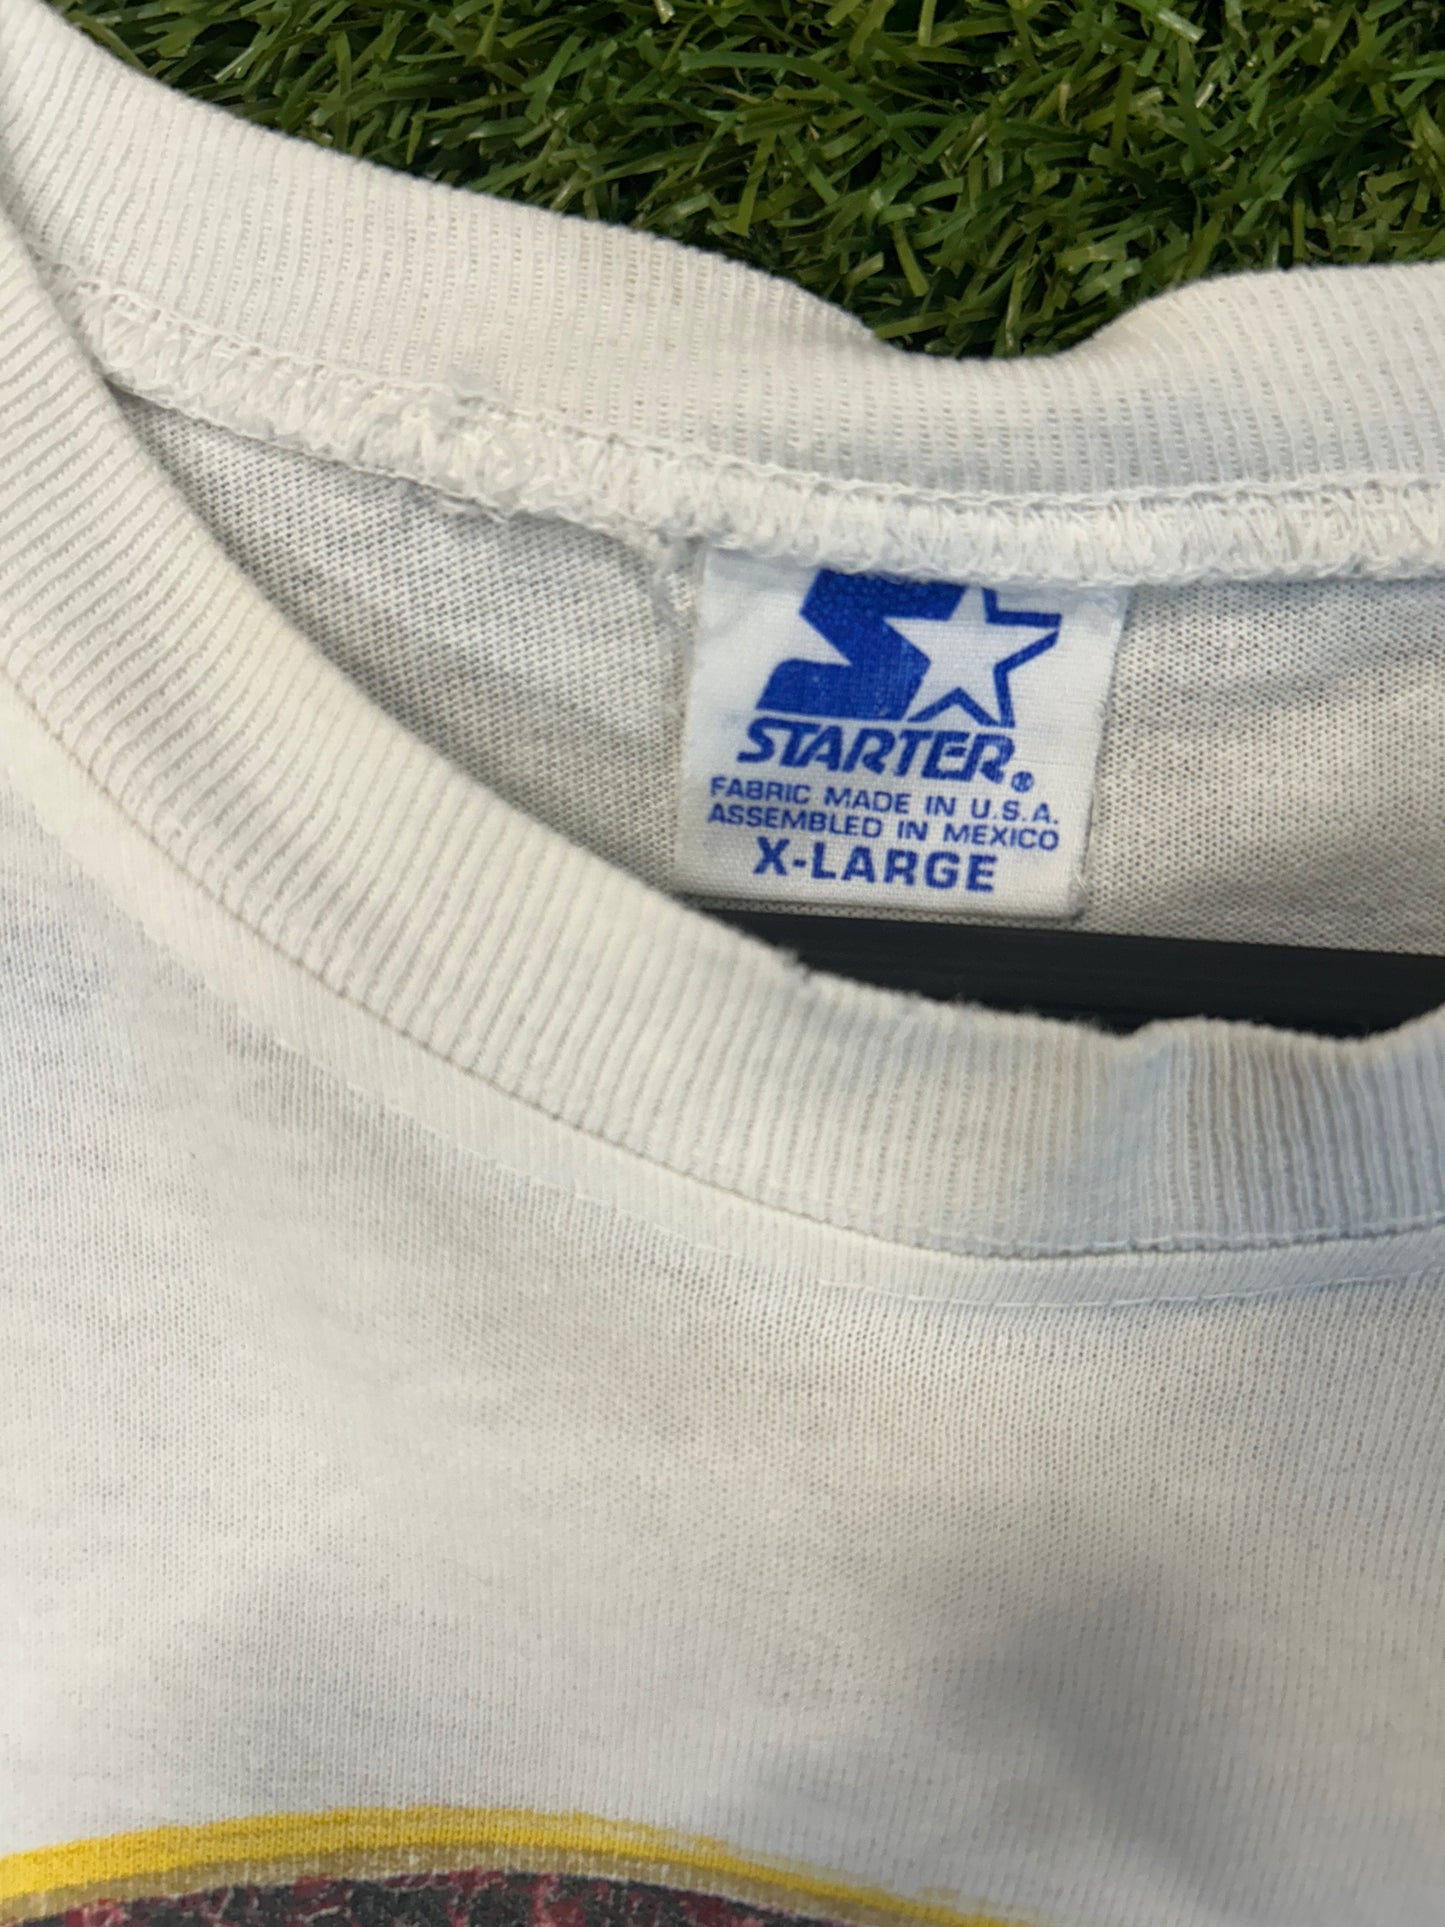 STARTER®
FABRIC MADE IN U.S.A.
ASSEMBLED IN MEXICO
X-LARGE